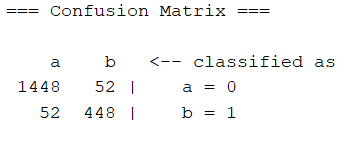 === Confusion Matrix ===
a b <-- classified as
1448 52 | a = 0
52 448 | b = 1